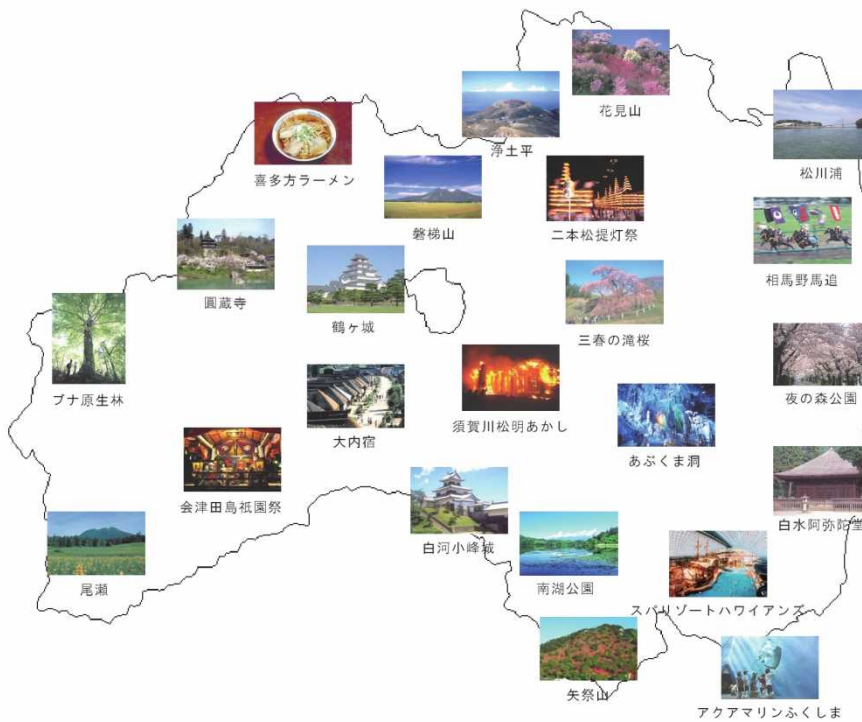 花見山
浄土平
松川浦
喜多方ラーメン
磐梯山
二本松提灯祭
相馬野馬追
圓蔵寺
鶴ヶ城
三春の滝桜
ブナ原生林
夜の森公園
須賀川松明あかし
大内宿
あぶくま洞
会津田島祇園祭
白水阿弥陀堂
白河小峰城
尾瀬
南湖公園
スパリゾートハワイアンズ
矢祭山
アクアマリンふくしま